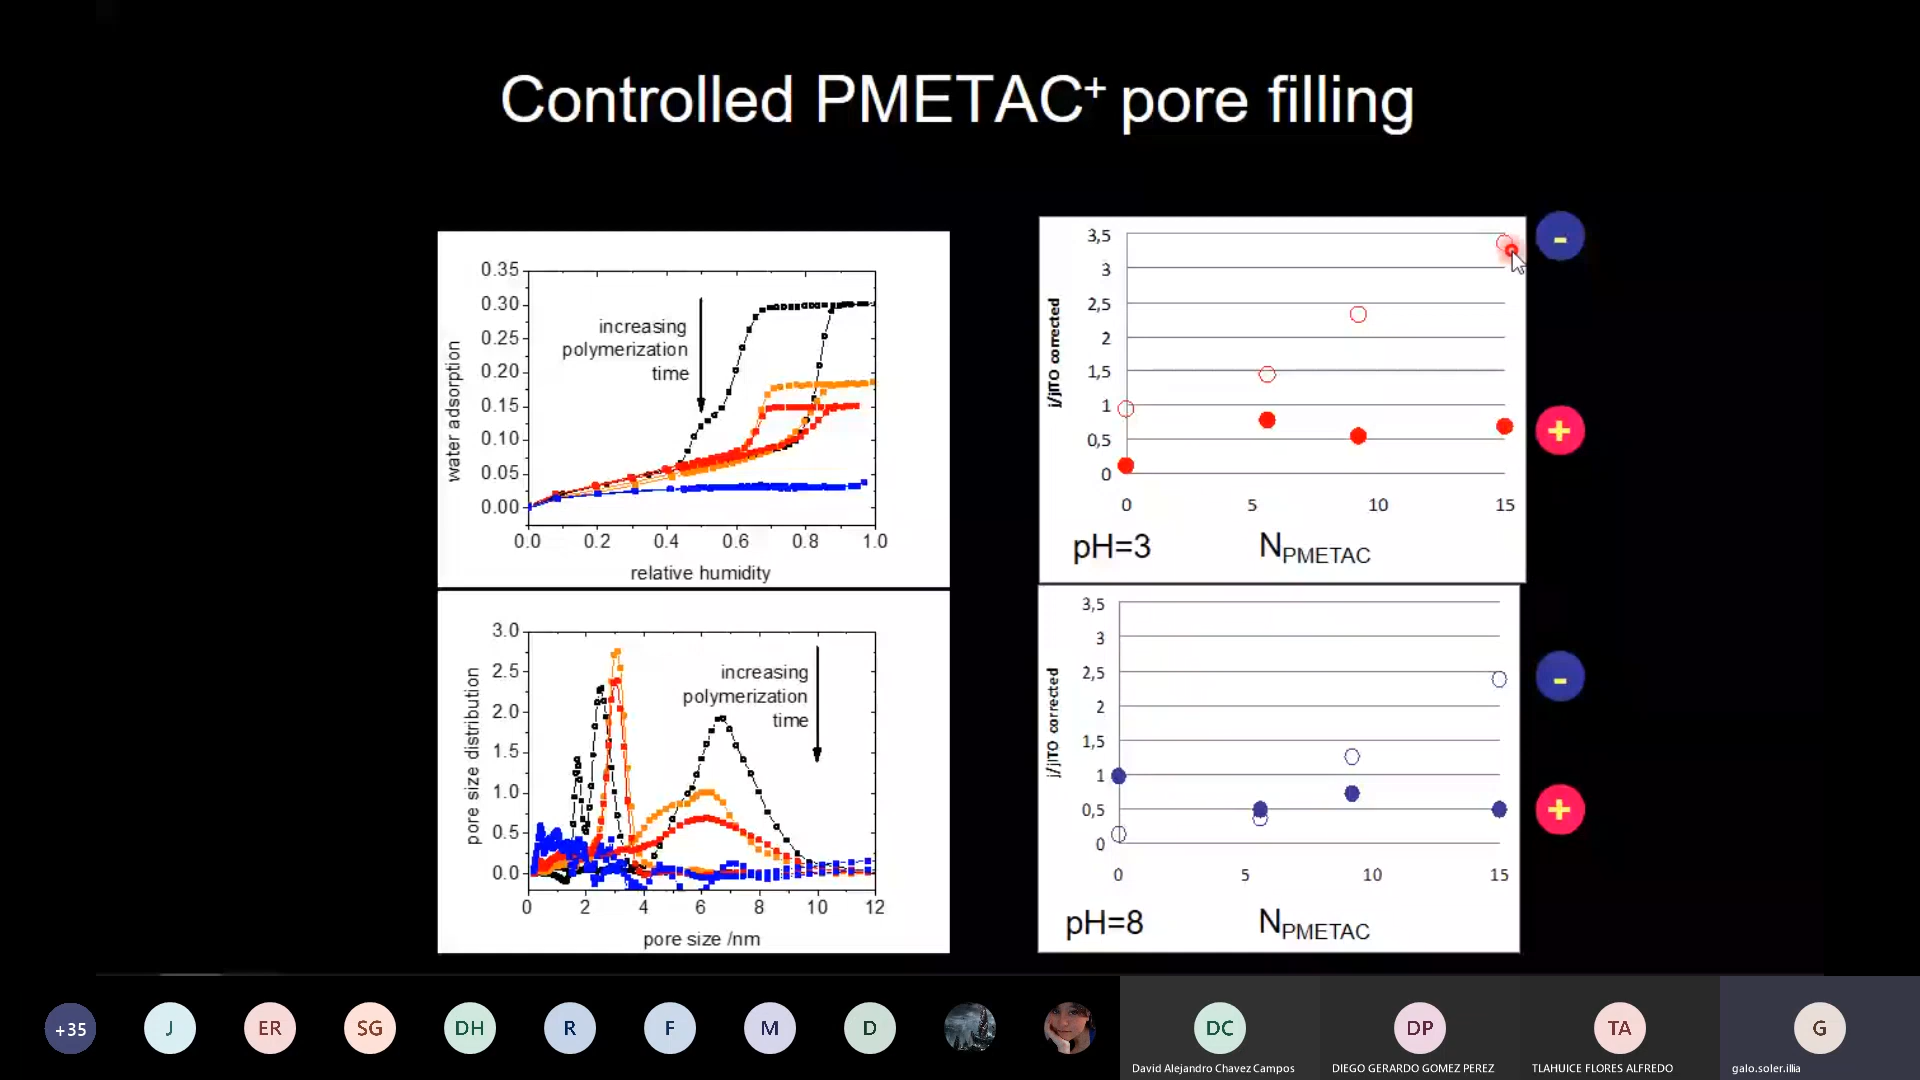 Controlled PMETAC+ pore filling
0.35
0.30
0.25
0.20
0.15
0.10
0.05
0.00
water adsorption
increasing
polymerization
time
0.0 0.2 0.4 0.6 0.8 1.0
relative humidity
3.0
2.5
2.0
1.5
1.0
0.5
0.0
pore size distribution
increasing
polymerization
time
0 2 4 6 8 10 12
pore size /nm
3,5
3
2,5
2
1,5
1
0,5
0
j/jITO corrected
0 5 10 15
pH=3 NPMETAC
-
+
3,5
3
2,5
2
1,5
1
0,5
0
j/jITO corrected
0 5 10 15
pH=8 NPMETAC
-
+
+35 J ER SG DH R F M D DC DP TA G
David Alejandro Chavez Campos DIEGO GERARDO GOMEZ PEREZ TLAHUICE FLORES ALFREDO galo.soler.illia